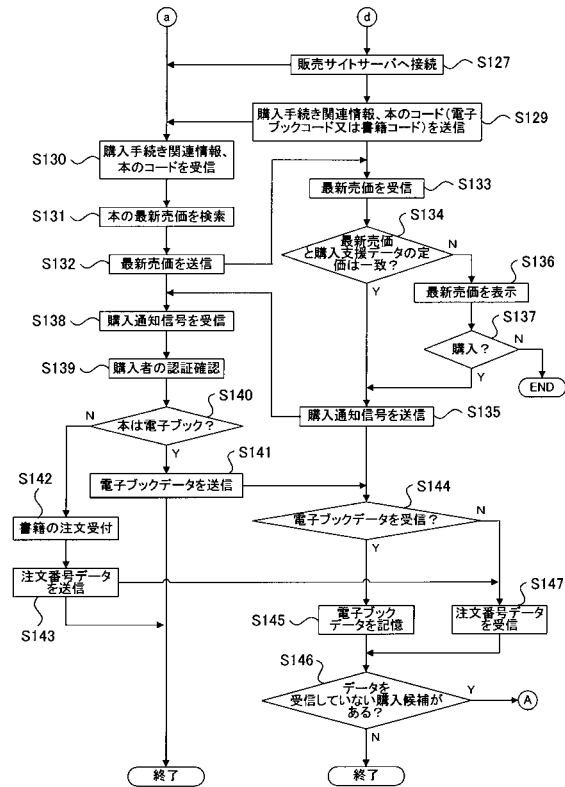 a
d
販売サイトサーバへ接続
S127
購入手続き関連情報、本のコード(電子
ブックコード又は書籍コード)を送信
S129
S130
購入手続き関連情報、
本のコードを受信
最新売価を受信
S133
S131
本の最新売価を検索
S134
最新売価
と購入支援データの定
価は一致?
N
Y
S132
最新売価を送信
S136
最新売価を表示
S137
購入?
N
Y
END
S138
購入通知信号を受信
S139
購入者の認証確認
購入通知信号を送信
S135
S140
本は電子ブック?
N
Y
S141
電子ブックデータを送信
S142
書籍の注文受付
S144
電子ブックデータを受信?
N
Y
注文番号データ
を送信
S143
S145
電子ブック
データを記憶
S147
注文番号データ
を受信
S146
データを
受信していない購入候補が
ある?
Y
A
N
終了
終了